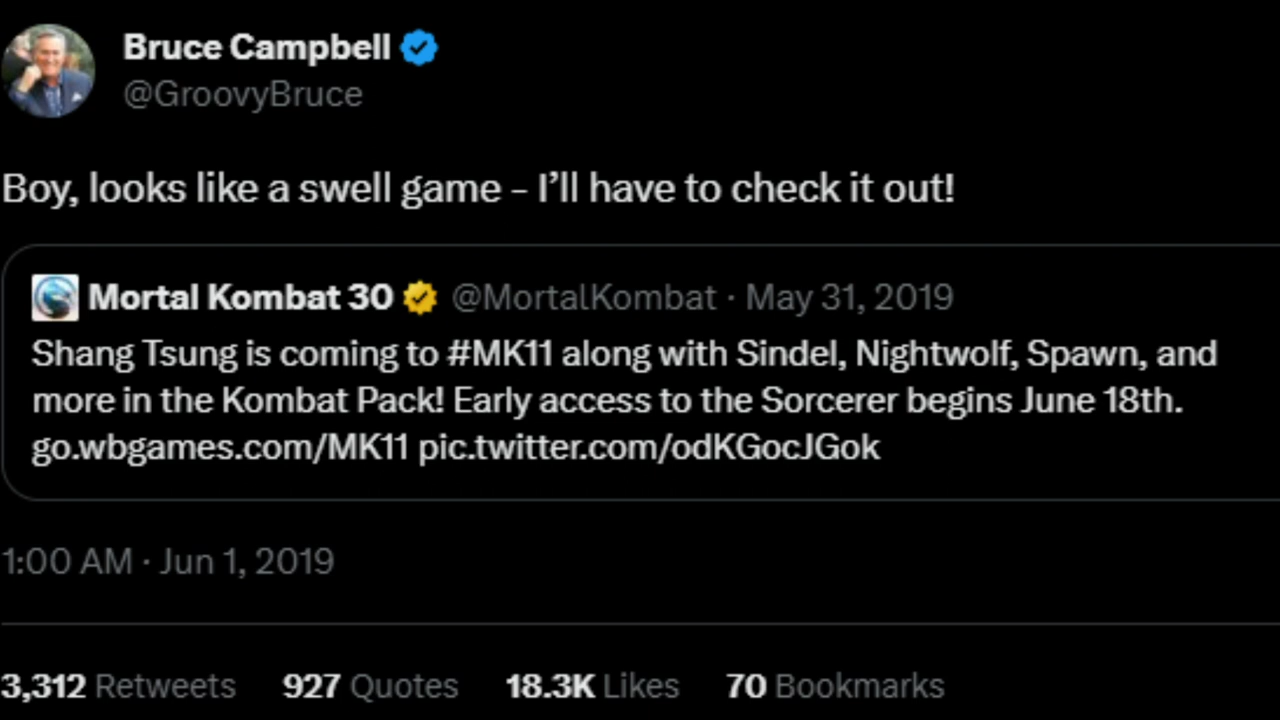 Bruce Campbell
@GroovyBruce
Boy, looks like a swell game – I’ll have to check it out!
Mortal Kombat 30 @MortalKombat · May 31, 2019
Shang Tsung is coming to #MK11 along with Sindel, Nightwolf, Spawn, and
more in the Kombat Pack! Early access to the Sorcerer begins June 18th.
go.wbgames.com/MK11 pic.twitter.com/odKGocJGok
1:00 AM · Jun 1, 2019
3,312 Retweets 927 Quotes 18.3K Likes 70 Bookmarks